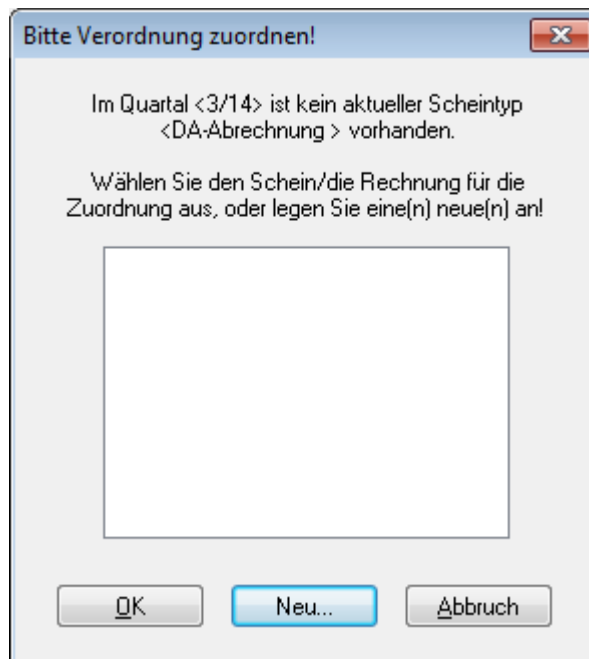 Bitte Verordnung zuordnen!
Im Quartal <3/14> ist kein aktueller Scheintyp
<DA-Abrechnung > vorhanden.
Wählen Sie den Schein/die Rechnung für die
Zuordnung aus, oder legen Sie eine(n) neue(n) an!
OK Neu... Abbruch